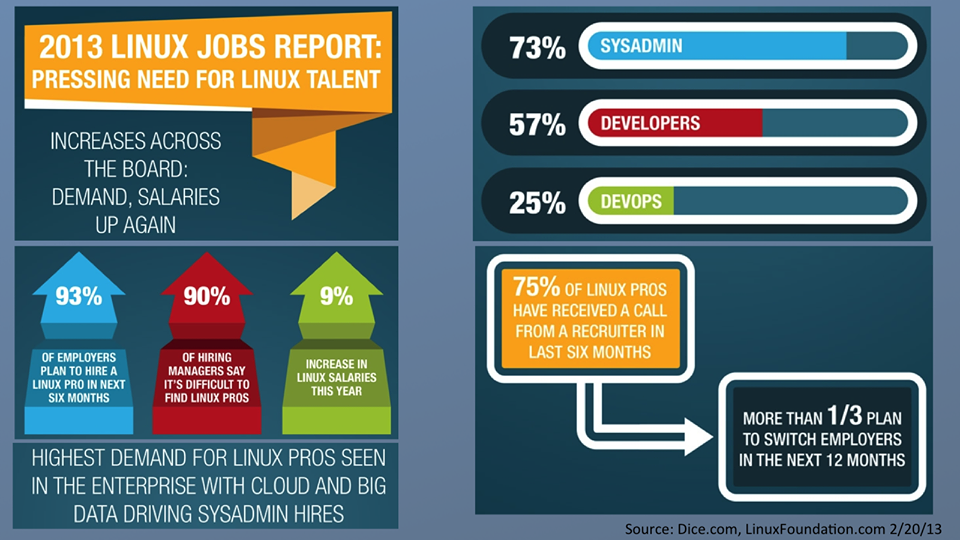 2013 LINUX JOBS REPORT:
PRESSING NEED FOR LINUX TALENT
INCREASES ACROSS
THE BOARD:
DEMAND, SALARIES
UP AGAIN
93%
OF EMPLOYERS
PLAN TO HIRE A
LINUX PRO IN NEXT
SIX MONTHS
90%
OF HIRING
MANAGERS SAY
IT'S DIFFICULT TO
FIND LINUX PROS
9%
INCREASE IN
LINUX SALARIES
THIS YEAR
HIGHEST DEMAND FOR LINUX PROS SEEN
IN THE ENTERPRISE WITH CLOUD AND BIG
DATA DRIVING SYSADMIN HIRES
73% SYSADMIN
57% DEVELOPERS
25% DEVOPS
75% OF LINUX PROS
HAVE RECEIVED A CALL
FROM A RECRUITER IN
LAST SIX MONTHS
MORE THAN 1/3 PLAN
TO SWITCH EMPLOYERS
IN THE NEXT 12 MONTHS
Source: Dice.com, LinuxFoundation.com 2/20/13